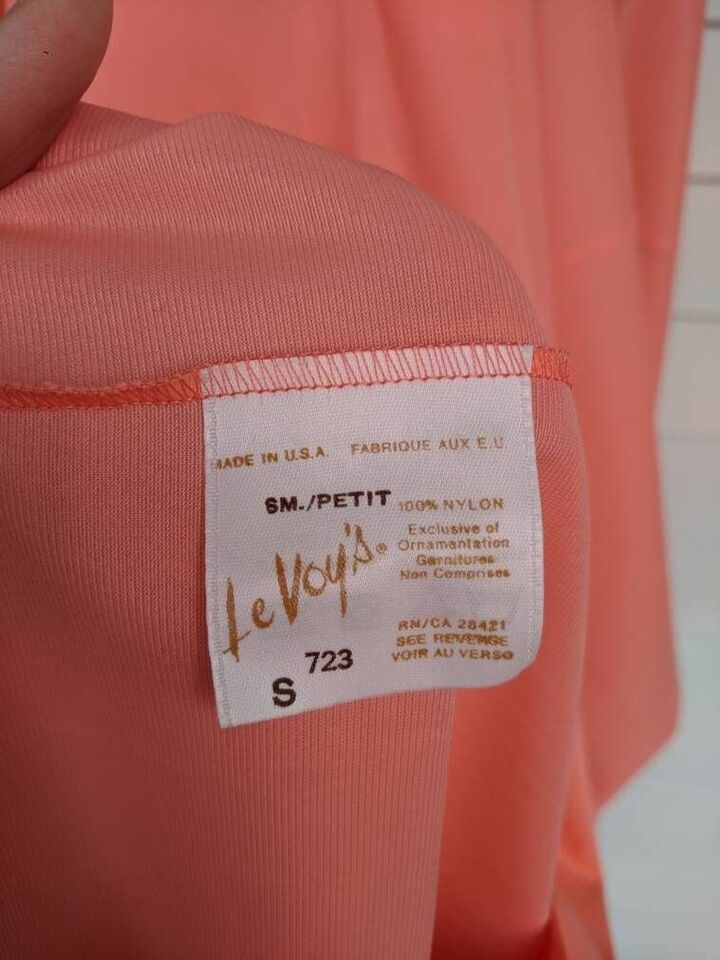 MADE IN U.S.A. FABRIQUE AUX E.U.
SM./PETIT
100% NYLON
Exclusive of
Ornamentation
Garnitures
Non Comprises
LeVoy's®
RN/CA 28421
SEE REVERSE
VOIR AU VERSO
723
S